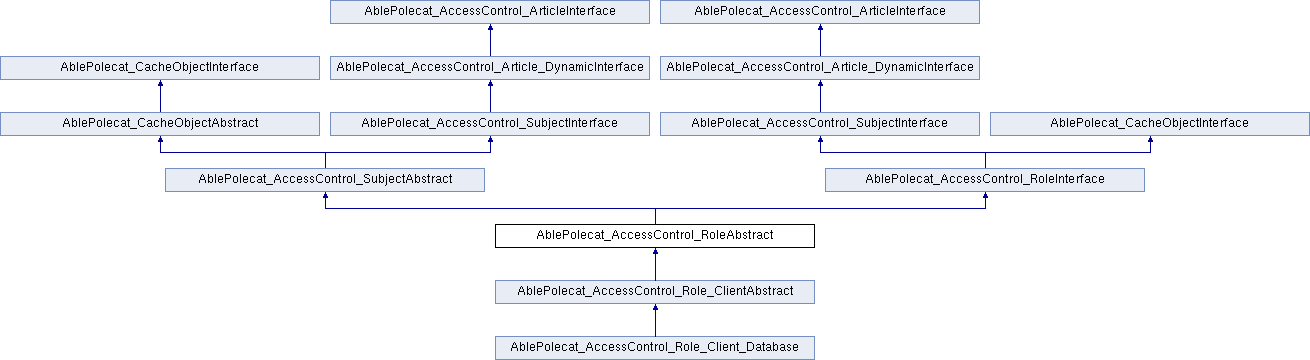 AblePolecat_AccessControl_ArticleInterface
AblePolecat_AccessControl_ArticleInterface
AblePolecat_CacheObjectInterface
AblePolecat_AccessControl_Article_DynamicInterface
AblePolecat_AccessControl_Article_DynamicInterface
AblePolecat_CacheObjectAbstract
AblePolecat_AccessControl_SubjectInterface
AblePolecat_AccessControl_SubjectInterface
AblePolecat_CacheObjectInterface
AblePolecat_AccessControl_SubjectAbstract
AblePolecat_AccessControl_RoleInterface
AblePolecat_AccessControl_RoleAbstract
AblePolecat_AccessControl_Role_ClientAbstract
AblePolecat_AccessControl_Role_Client_Database